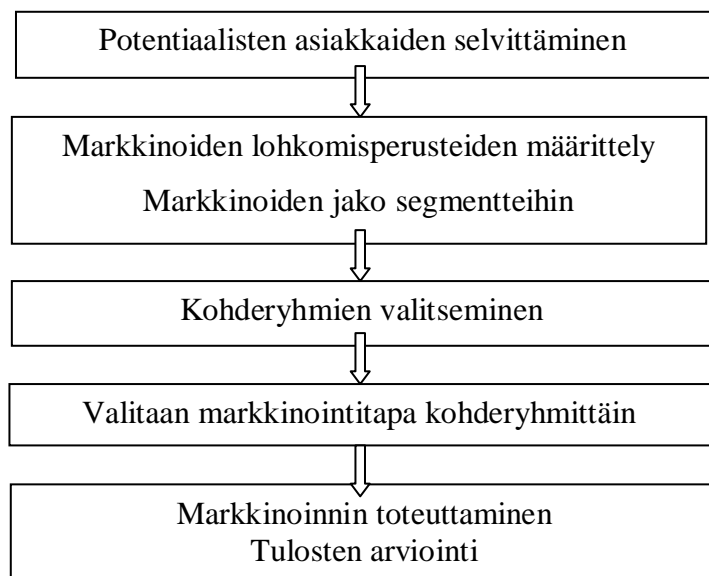 Potentiaalisten asiakkaiden selvittäminen
Markkinoiden lohkomisperusteiden määrittely
Markkinoiden jako segmentteihin
Kohderyhmien valitseminen
Valitaan markkinointitapa kohderyhmittäin
Markkinoinnin toteuttaminen
Tulosten arviointi